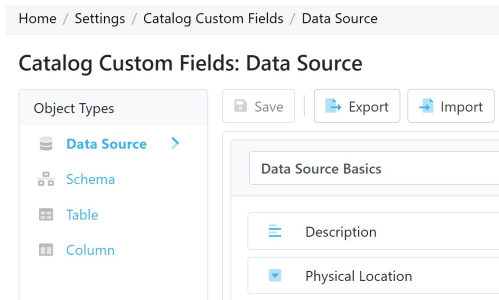 Home / Settings / Catalog Custom Fields / Data Source
Catalog Custom Fields: Data Source
Object Types
Data Source
Schema
Table
Column
Save
Export
Import
Data Source Basics
Description
Physical Location